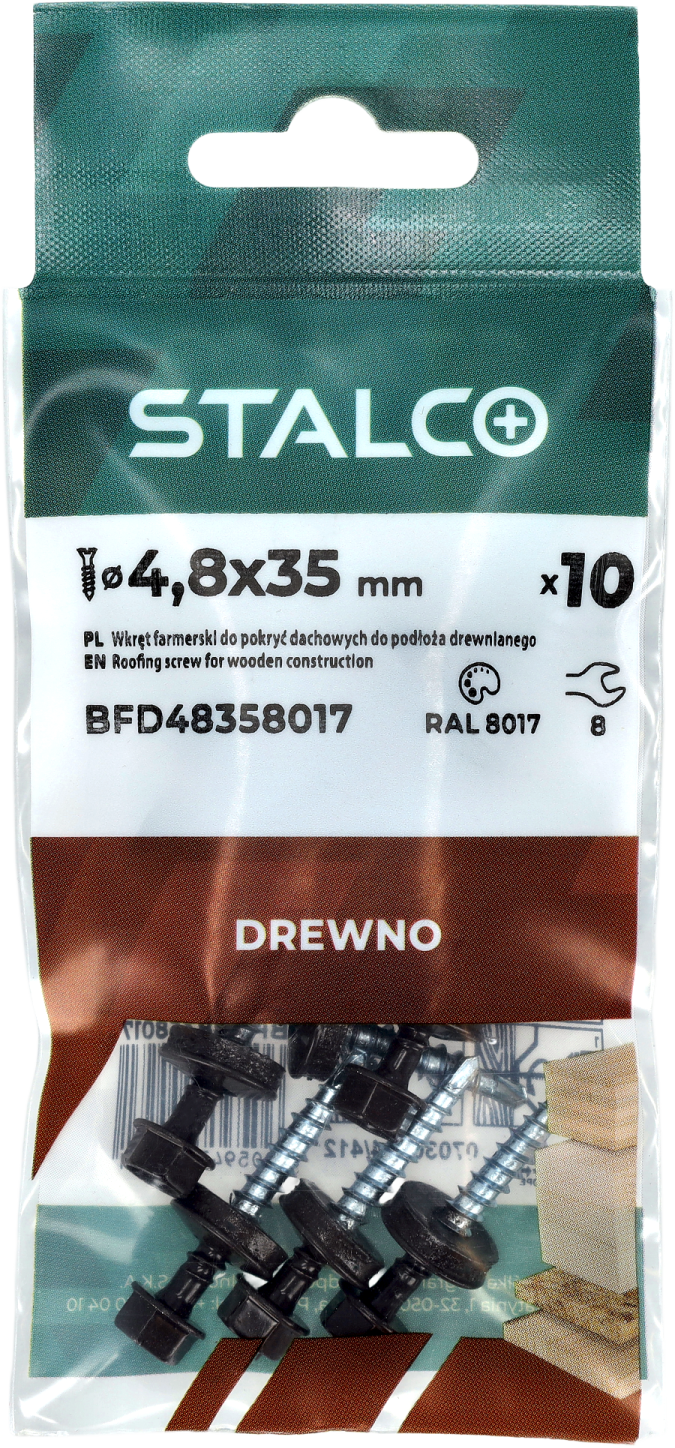 STALCO
ø4,8x35 mm x10
PL Wkręt farmerski do pokryć dachowych do podłoża drewnianego
EN Roofing screw for wooden construction
BFD48358017
RAL 8017
8
DREWNO